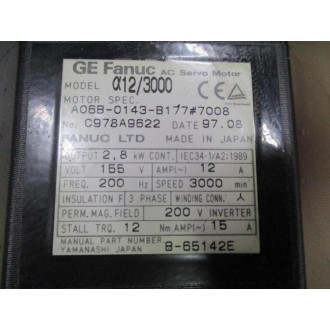 GE Fanuc AC Servo Motor
MODEL α12/3000
MOTOR SPEC.
A06B-0143-B177#7008
No. C978A9622 DATE 97.08
FANUC LTD MADE IN JAPAN
OUTPUT 2,8 kW CONT. IEC34-1/A2:1989
VOLT 155 V AMP(~) 12 A
FREQ. 200 Hz SPEED 3000 min⁻¹
INSULATION F 3 PHASE WINDING CONN. 人
PERM. MAG. FIELD 200 V INVERTER
STALL TRQ. 12 Nm AMP(~) 15 A
MANUAL PART NUMBER
YAMANASHI JAPAN B-65142E